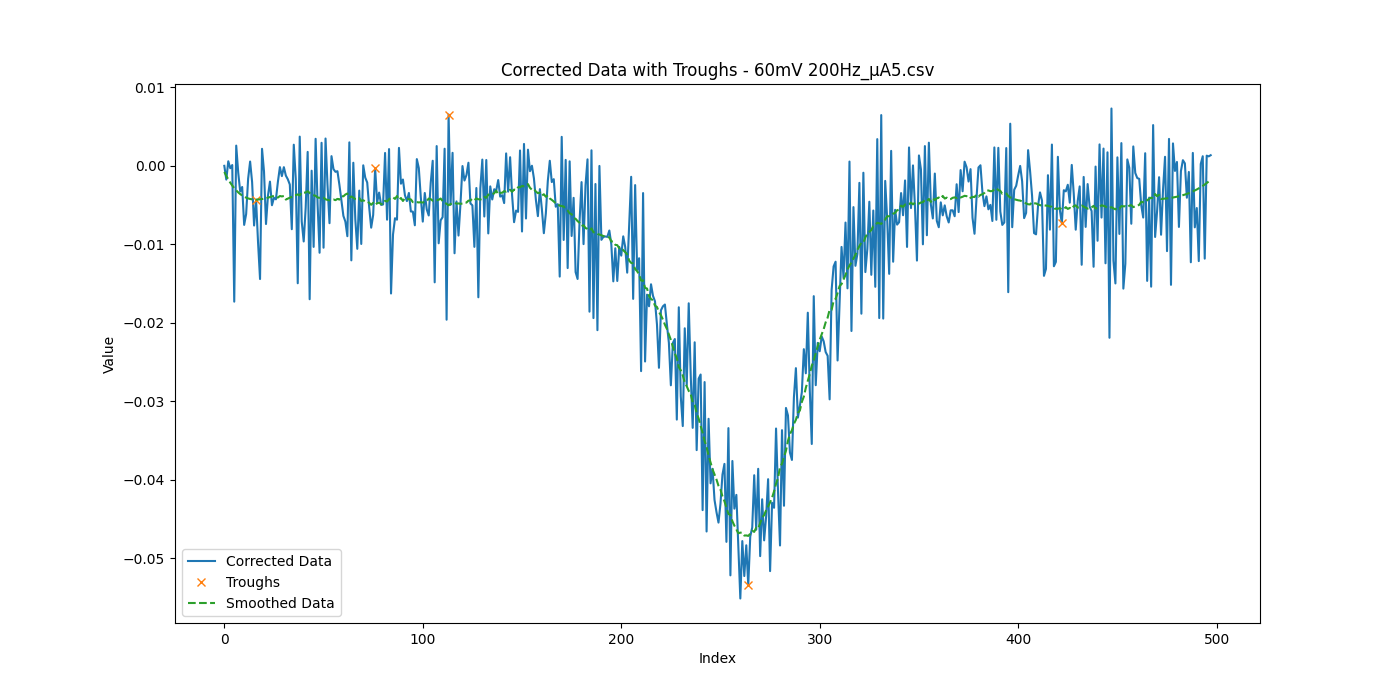 Corrected Data with Troughs - 60mV 200Hz_μA5.csv
0.01
0.00
−0.01
−0.02
−0.03
−0.04
−0.05
Value
Corrected Data
Troughs
Smoothed Data
0 100 200 300 400 500
Index